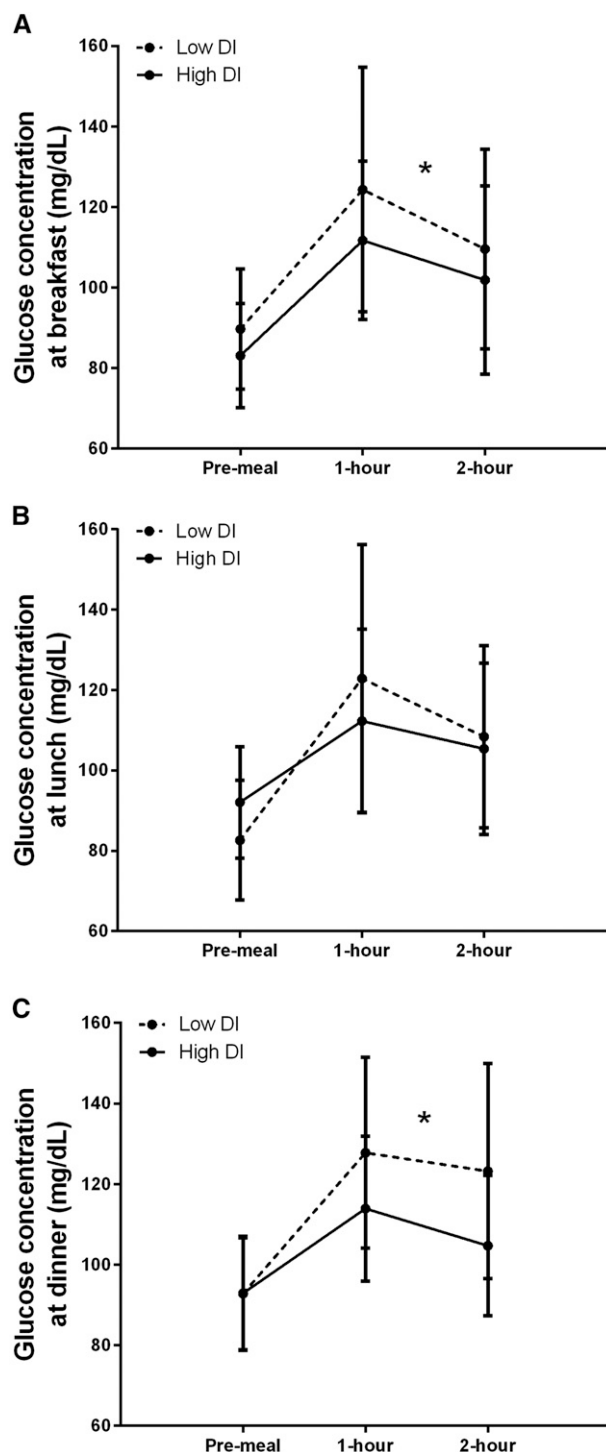 A
Low DI
High DI
Glucose concentration
at breakfast (mg/dL)
160
140
120
100
80
60
*
Pre-meal 1-hour 2-hour
B
Low DI
High DI
Glucose concentration
at lunch (mg/dL)
160
140
120
100
80
60
Pre-meal 1-hour 2-hour
C
Low DI
High DI
Glucose concentration
at dinner (mg/dL)
160
140
120
100
80
60
*
Pre-meal 1-hour 2-hour